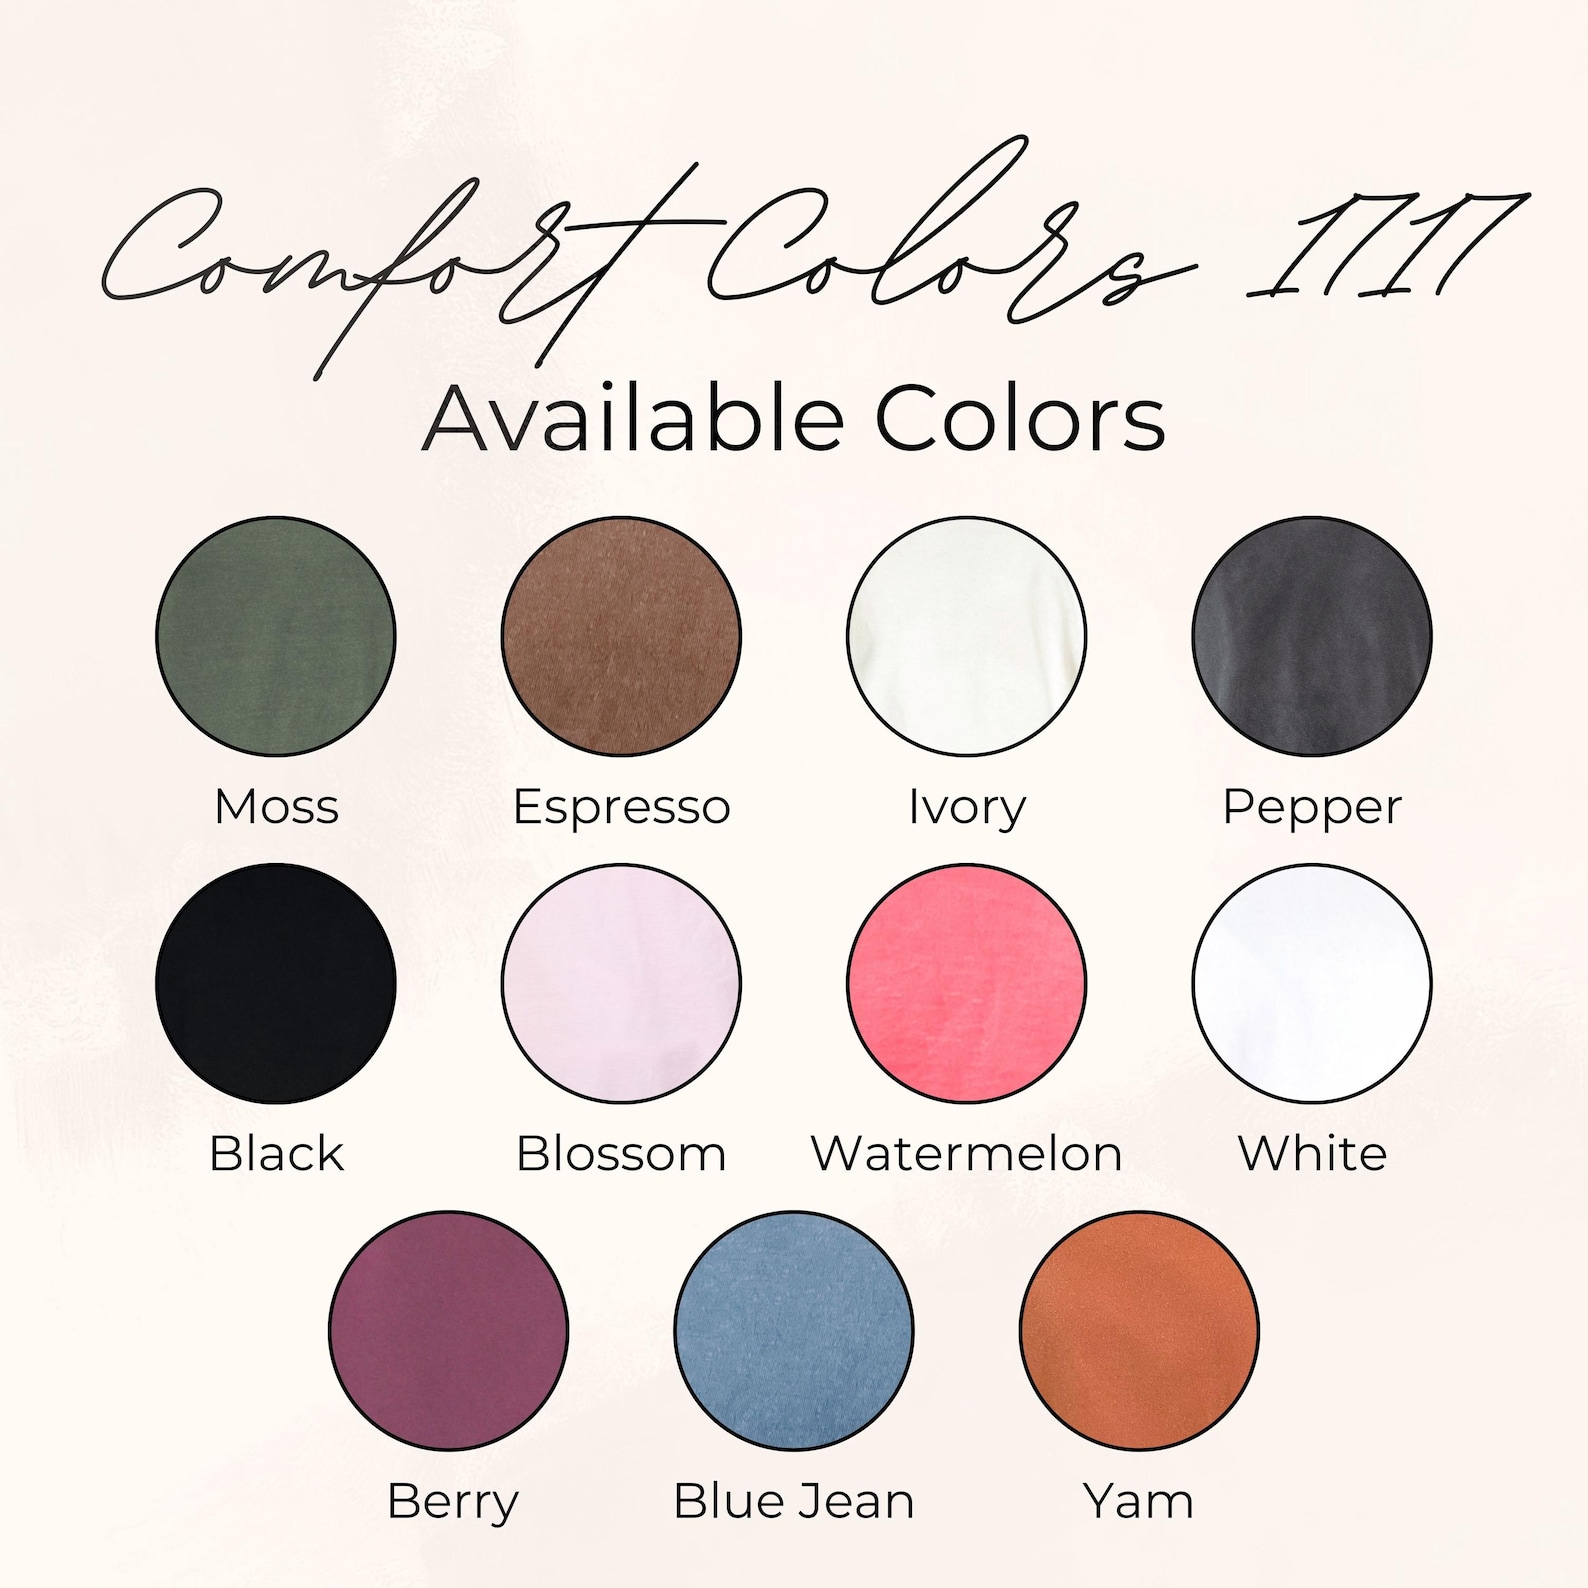 Comfort Colors 1717
Available Colors
Moss Espresso Ivory Pepper
Black Blossom Watermelon White
Berry Blue Jean Yam